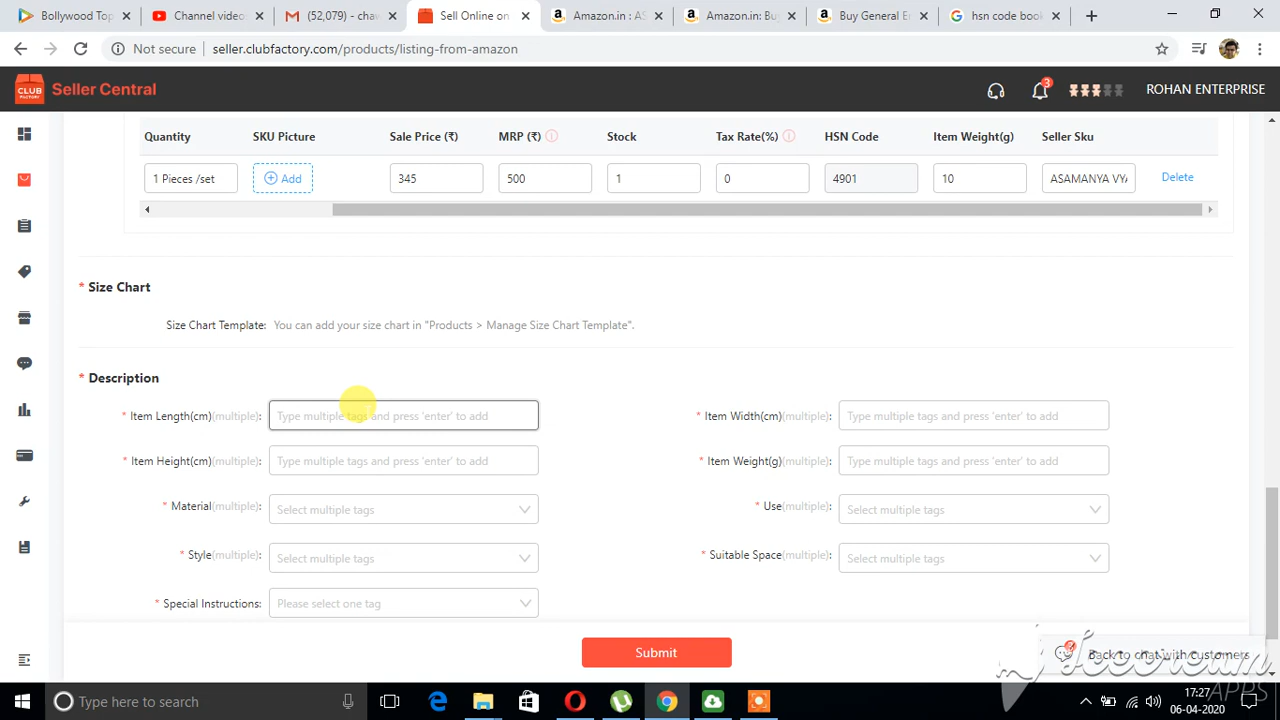 Bollywood Top
Channel video
(52,079) - cha
Sell Online on
Amazon.in : AS
Amazon.in: Bu
Buy General E
hsn code book
Not secure
seller.clubfactory.com/products/listing-from-amazon
CLUB
FACTORY
Seller Central
3
ROHAN ENTERPRISE
Quantity SKU Picture Sale Price (₹) MRP (₹) Stock Tax Rate(%) HSN Code Item Weight(g) Seller Sku
1 Pieces /set Add 345 500 1 0 4901 10 ASAMANYA VY Delete
* Size Chart
Size Chart Template: You can add your size chart in "Products > Manage Size Chart Template".
* Description
* Item Length(cm)(multiple): Type multiple tags and press 'enter' to add
* Item Width(cm)(multiple): Type multiple tags and press 'enter' to add
* Item Height(cm)(multiple): Type multiple tags and press 'enter' to add
* Item Weight(g)(multiple): Type multiple tags and press 'enter' to add
* Material(multiple): Select multiple tags
* Use(multiple): Select multiple tags
* Style(multiple): Select multiple tags
* Suitable Space(multiple): Select multiple tags
* Special Instructions: Please select one tag
Submit
Back to chat with customers
APPS
Type here to search
17:27
06-04-2020